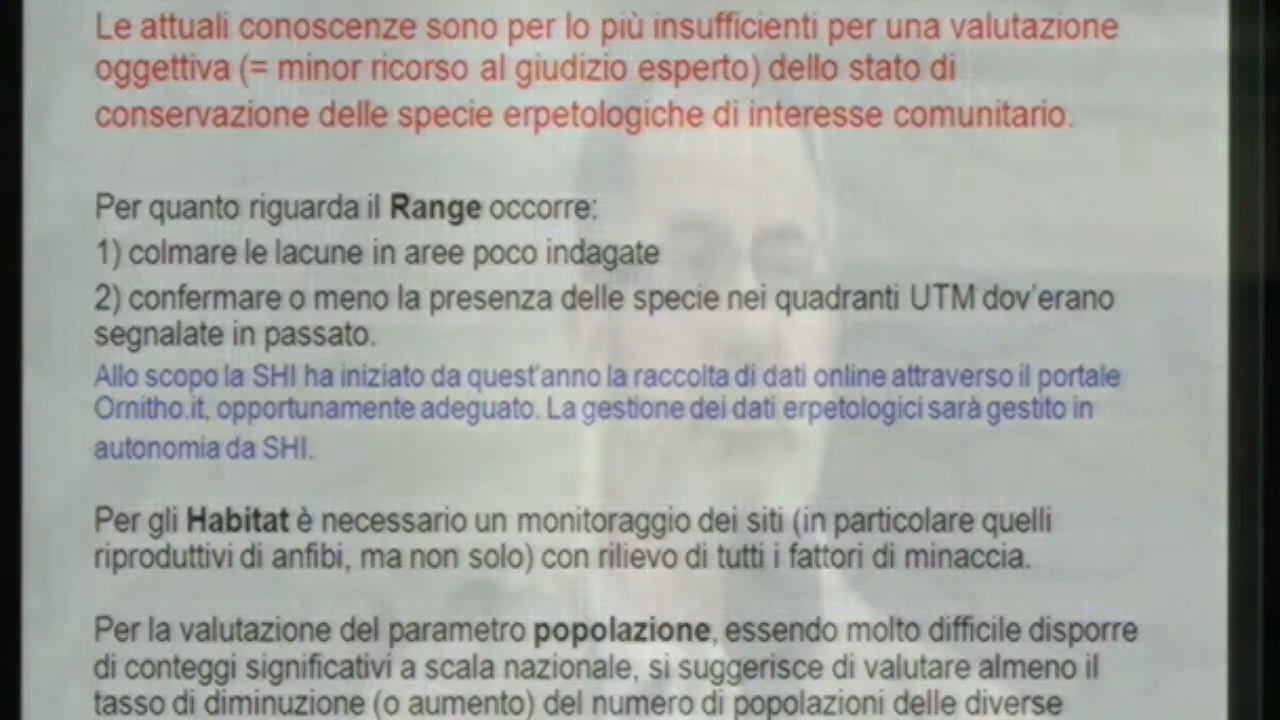 Le attuali conoscenze sono per lo più insufficienti per una valutazione
oggettiva (= minor ricorso al giudizio esperto) dello stato di
conservazione delle specie erpetologiche di interesse comunitario.
Per quanto riguarda il Range occorre:
1) colmare le lacune in aree poco indagate
2) confermare o meno la presenza delle specie nei quadranti UTM dov'erano
segnalate in passato.
Allo scopo la SHI ha iniziato da quest'anno la raccolta di dati online attraverso il portale
Ornitho.it, opportunamente adeguato. La gestione dei dati erpetologici sarà gestito in
autonomia da SHI.
Per gli Habitat è necessario un monitoraggio dei siti (in particolare quelli
riproduttivi di anfibi, ma non solo) con rilievo di tutti i fattori di minaccia.
Per la valutazione del parametro popolazione, essendo molto difficile disporre
di conteggi significativi a scala nazionale, si suggerisce di valutare almeno il
tasso di diminuzione (o aumento) del numero di popolazioni delle diverse